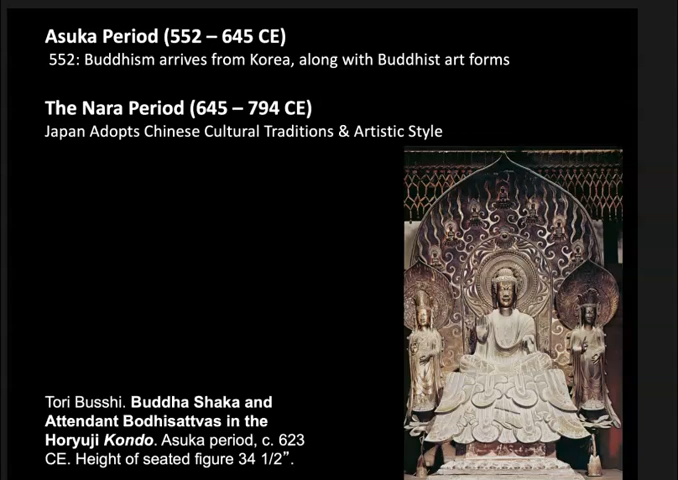 Asuka Period (552 – 645 CE)
552: Buddhism arrives from Korea, along with Buddhist art forms
The Nara Period (645 – 794 CE)
Japan Adopts Chinese Cultural Traditions & Artistic Style
Tori Busshi. Buddha Shaka and
Attendant Bodhisattvas in the
Horyuji Kondo. Asuka period, c. 623
CE. Height of seated figure 34 1/2”.